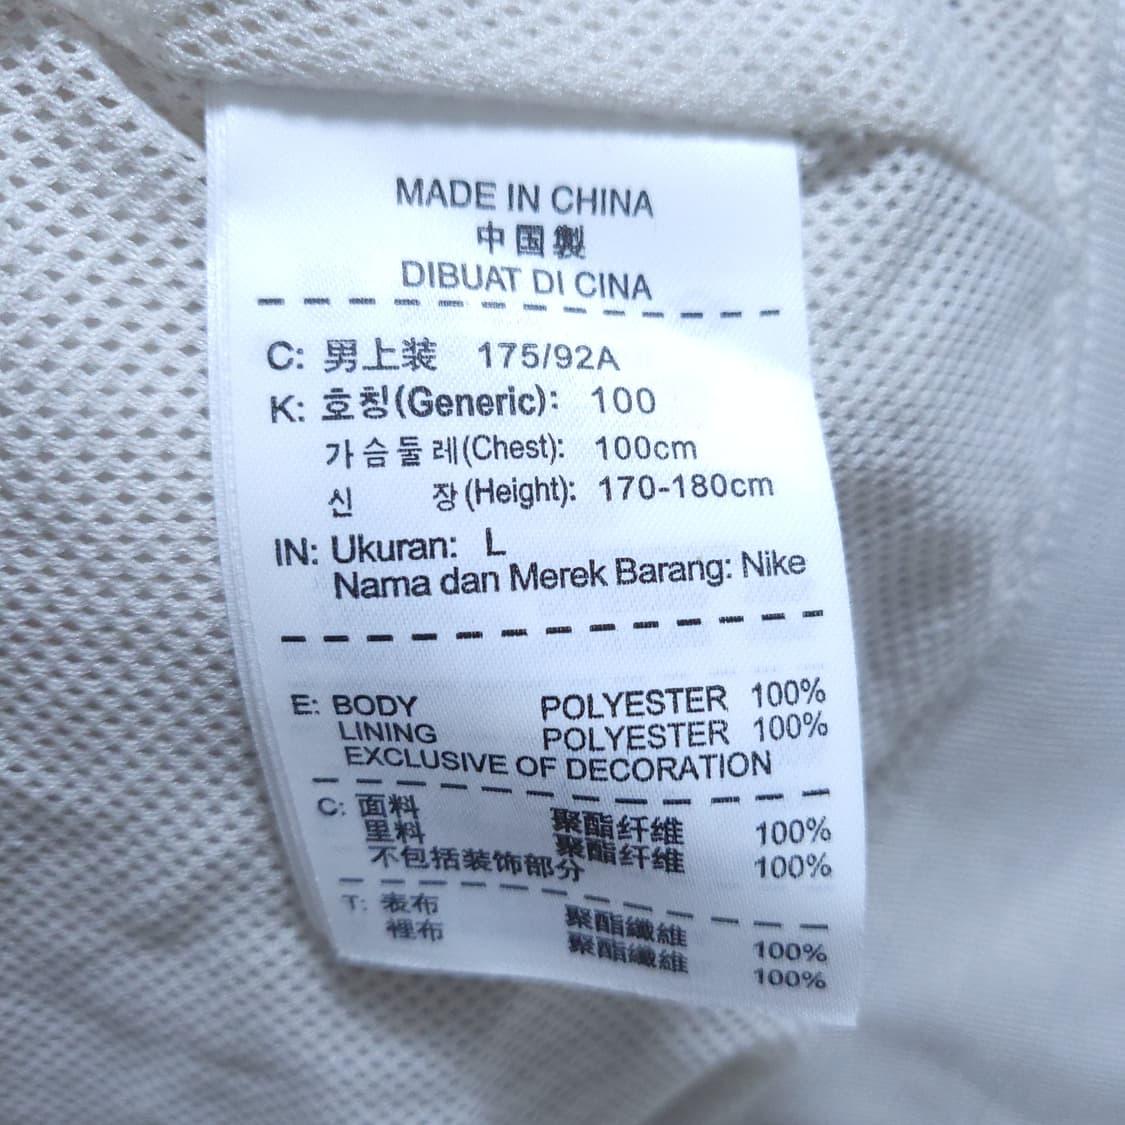 MADE IN CHINA
中国製
DIBUAT DI CINA
C: 男上装 175/92A
K: 호칭(Generic): 100
가슴둘레(Chest): 100cm
신 장(Height): 170-180cm
IN: Ukuran: L
Nama dan Merek Barang: Nike
E: BODY POLYESTER 100%
LINING POLYESTER 100%
EXCLUSIVE OF DECORATION
C: 面料 聚酯纤维 100%
里料 聚酯纤维 100%
不包括装饰部分
T: 表布 聚酯纖維 100%
裡布 聚酯纖維 100%